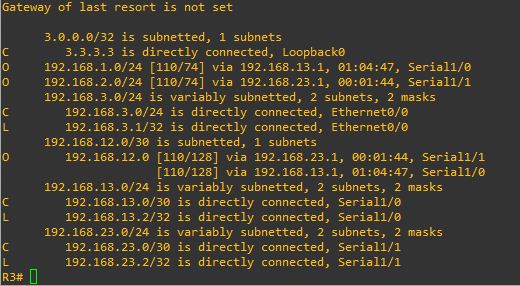 Gateway of last resort is not set
3.0.0.0/32 is subnetted, 1 subnets
C 3.3.3.3 is directly connected, Loopback0
O 192.168.1.0/24 [110/74] via 192.168.13.1, 01:04:47, Serial1/0
O 192.168.2.0/24 [110/74] via 192.168.23.1, 00:01:44, Serial1/1
192.168.3.0/24 is variably subnetted, 2 subnets, 2 masks
C 192.168.3.0/24 is directly connected, Ethernet0/0
L 192.168.3.1/32 is directly connected, Ethernet0/0
192.168.12.0/30 is subnetted, 1 subnets
O 192.168.12.0 [110/128] via 192.168.23.1, 00:01:44, Serial1/1
[110/128] via 192.168.13.1, 01:04:47, Serial1/0
192.168.13.0/24 is variably subnetted, 2 subnets, 2 masks
C 192.168.13.0/30 is directly connected, Serial1/0
L 192.168.13.2/32 is directly connected, Serial1/0
192.168.23.0/24 is variably subnetted, 2 subnets, 2 masks
C 192.168.23.0/30 is directly connected, Serial1/1
L 192.168.23.2/32 is directly connected, Serial1/1
R3#